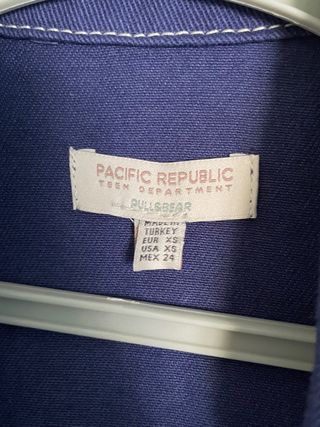 PACIFIC REPUBLIC
TEEN DEPARTMENT
PULL&BEAR
MADE IN
TURKEY
EUR XS
USA XS
MEX 24